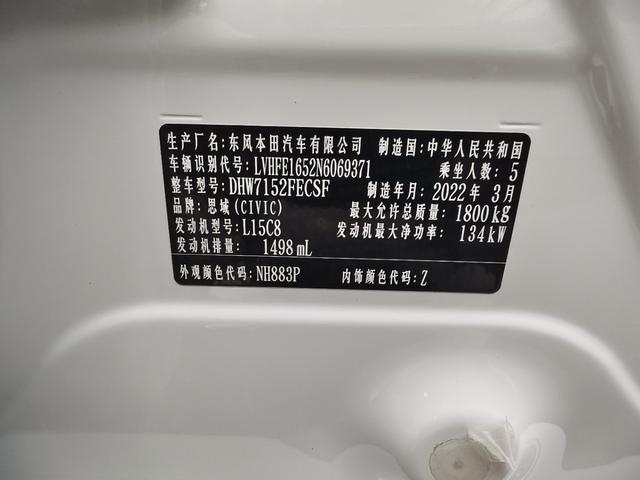 生产厂名:东风本田汽车有限公司 制造国:中华人民共和国
车辆识别代号:LVHFE1652N6069371 乘坐人数:5
整车型号:DHW7152FECSF 制造年月:2022年3月
品牌:思域(CIVIC) 最大允许总质量:1800kg
发动机型号:L15C8 发动机最大净功率:134kW
发动机排量:1498mL
外观颜色代码:NH883P 内饰颜色代码:Z